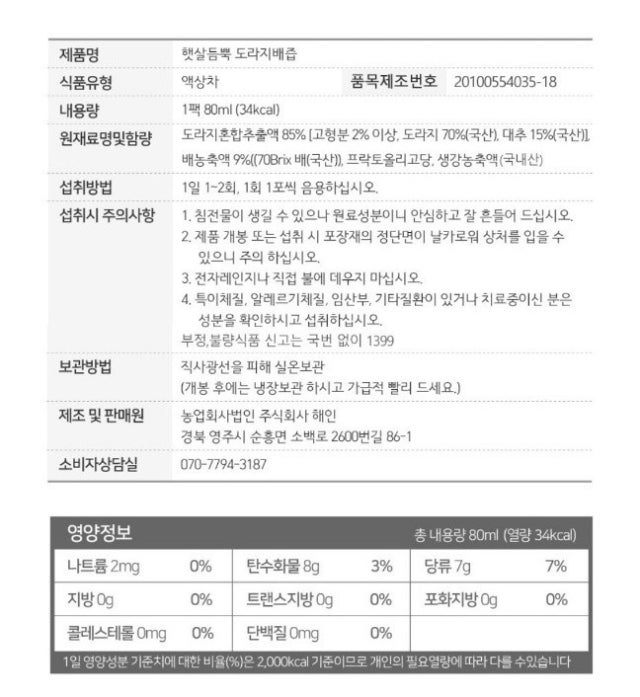 제품명 햇살듬뿍 도라지배즙
식품유형 액상차 품목제조번호 20100554035-18
내용량 1팩 80ml (34kcal)
원재료명및함량 도라지혼합추출액 85% [고형분 2% 이상, 도라지 70%(국산), 대추 15%(국산)],
배농축액 9%[(70Brix 배(국산)], 프락토올리고당, 생강농축액(국내산)
섭취방법 1일 1~2회, 1회 1포씩 음용하십시오.
섭취시 주의사항 1. 침전물이 생길 수 있으나 원료성분이니 안심하고 잘 흔들어 드십시오.
2. 제품 개봉 또는 섭취 시 포장재의 정단면이 날카로워 상처를 입을 수
있으니 주의 하십시오.
3. 전자레인지나 직접 불에 데우지 마십시오.
4. 특이체질, 알레르기체질, 임산부, 기타질환이 있거나 치료중이신 분은
성분을 확인하시고 섭취하십시오.
부정,불량식품 신고는 국번 없이 1399
보관방법 직사광선을 피해 실온보관
(개봉 후에는 냉장보관 하시고 가급적 빨리 드세요.)
제조 및 판매원 농업회사법인 주식회사 해인
경북 영주시 순흥면 소백로 2600번길 86-1
소비자상담실 070-7794-3187
영양정보 총 내용량 80ml (열량 34kcal)
나트륨 2mg 0% 탄수화물 8g 3% 당류 7g 7%
지방 0g 0% 트랜스지방 0g 0% 포화지방 0g 0%
콜레스테롤 0mg 0% 단백질 0mg 0%
1일 영양성분 기준치에 대한 비율(%)은 2,000kcal 기준이므로 개인의 필요열량에 따라 다를 수 있습니다